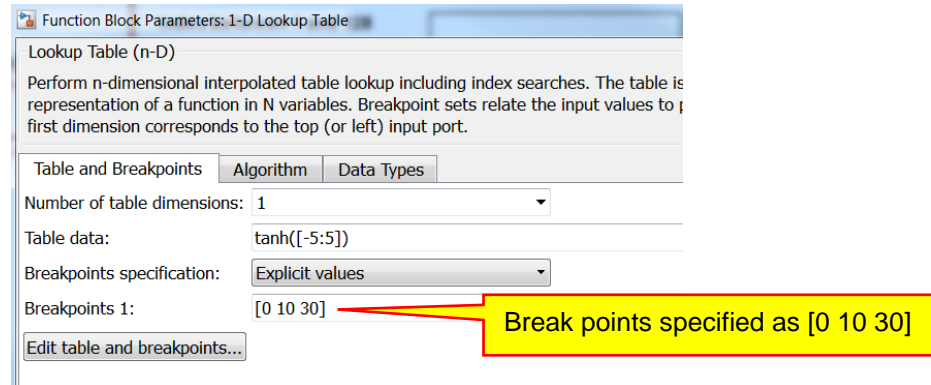 Function Block Parameters: 1-D Lookup Table
Lookup Table (n-D)
Perform n-dimensional interpolated table lookup including index searches. The table is
representation of a function in N variables. Breakpoint sets relate the input values to
first dimension corresponds to the top (or left) input port.
Table and Breakpoints Algorithm Data Types
Number of table dimensions: 1
Table data: tanh([-5:5])
Breakpoints specification: Explicit values
Breakpoints 1: [0 10 30]
Break points specified as [0 10 30]
Edit table and breakpoints...